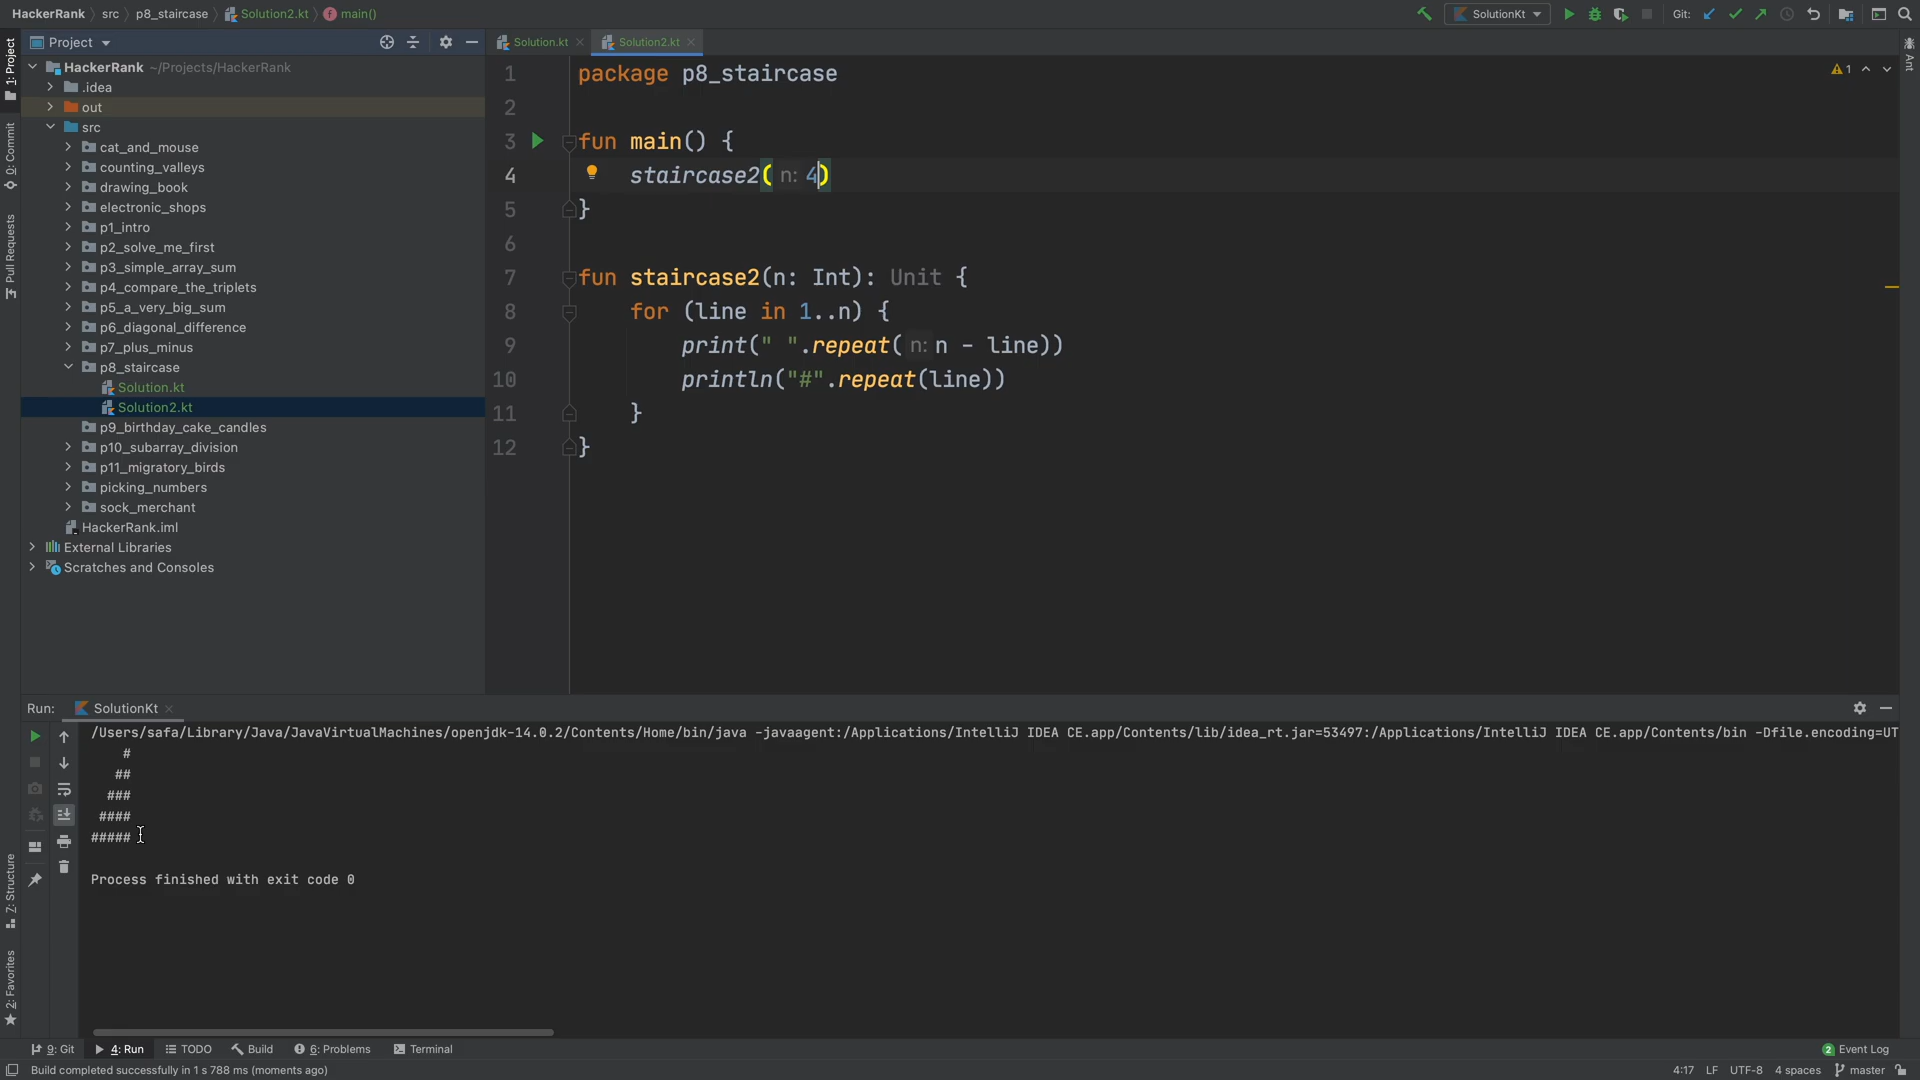 HackerRank src p8_staircase Solution2.kt main()
SolutionKt Git:
1: Project
0: Commit
Pull Requests
Z: Structure
2: Favorites
Ant
Project
HackerRank ~/Projects/HackerRank
.idea
out
src
cat_and_mouse
counting_valleys
drawing_book
electronic_shops
p1_intro
p2_solve_me_first
p3_simple_array_sum
p4_compare_the_triplets
p5_a_very_big_sum
p6_diagonal_difference
p7_plus_minus
p8_staircase
Solution.kt
Solution2.kt
p9_birthday_cake_candles
p10_subarray_division
p11_migratory_birds
picking_numbers
sock_merchant
HackerRank.iml
External Libraries
Scratches and Consoles
Solution.kt Solution2.kt
1
1 package p8_staircase
2
3 fun main() {
4 staircase2( n: 4)
5 }
6
7 fun staircase2(n: Int): Unit {
8 for (line in 1..n) {
9 print(" ".repeat( n: n - line))
10 println("#".repeat(line))
11 }
12 }
Run: SolutionKt
/Users/safa/Library/Java/JavaVirtualMachines/openjdk-14.0.2/Contents/Home/bin/java -javaagent:/Applications/IntelliJ IDEA CE.app/Contents/lib/idea_rt.jar=53497:/Applications/IntelliJ IDEA CE.app/Contents/bin -Dfile.encoding=UT
#
##
###
####
#####
Process finished with exit code 0
9: Git 4: Run TODO Build 6: Problems Terminal 2 Event Log
Build completed successfully in 1 s 788 ms (moments ago) 4:17 LF UTF-8 4 spaces master